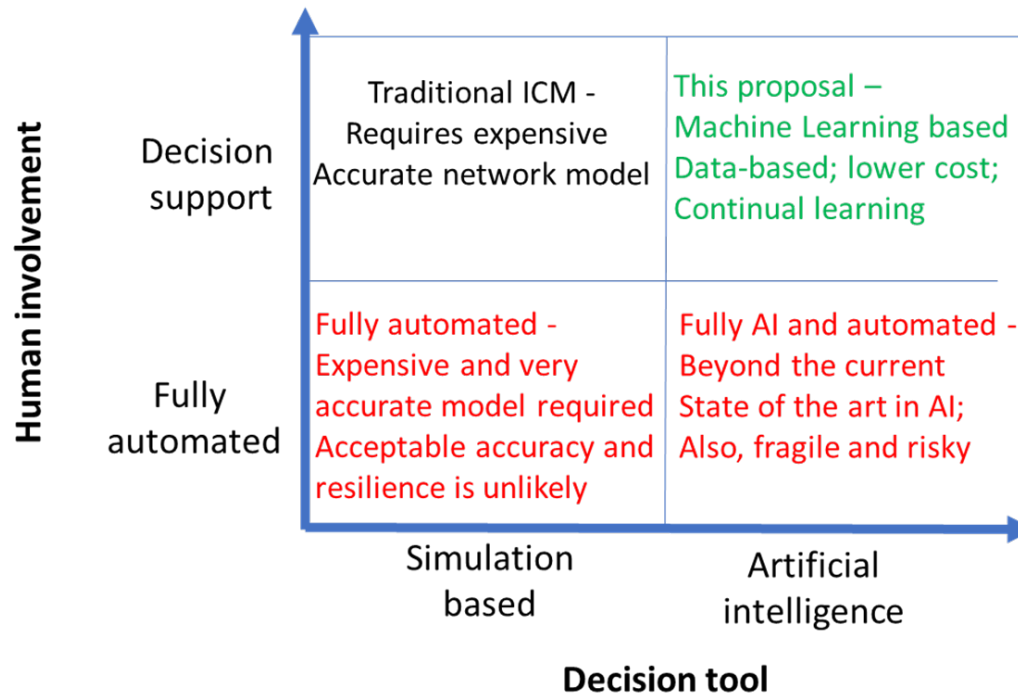 Human involvement
Decision
support
Traditional ICM -
Requires expensive
Accurate network model
This proposal –
Machine Learning based
Data-based; lower cost;
Continual learning
Fully
automated
Fully automated -
Expensive and very
accurate model required
Acceptable accuracy and
resilience is unlikely
Fully AI and automated -
Beyond the current
State of the art in AI;
Also, fragile and risky
Simulation
based
Artificial
intelligence
Decision tool